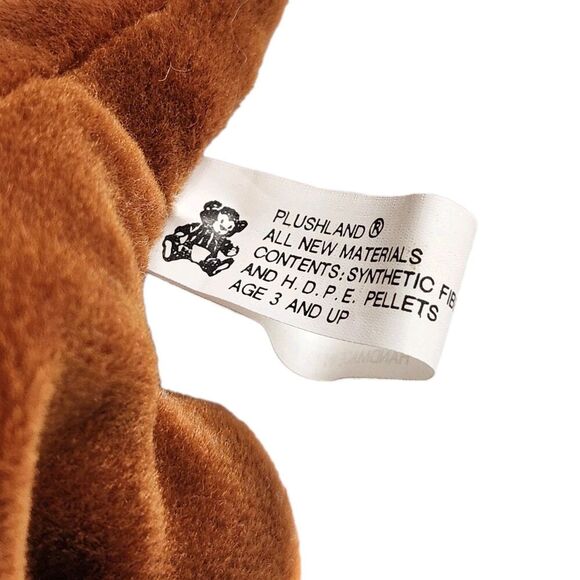 PLUSHLAND ®
ALL NEW MATERIALS
CONTENTS: SYNTHETIC FIB
AND H.D.P.E. PELLETS
AGE 3 AND UP